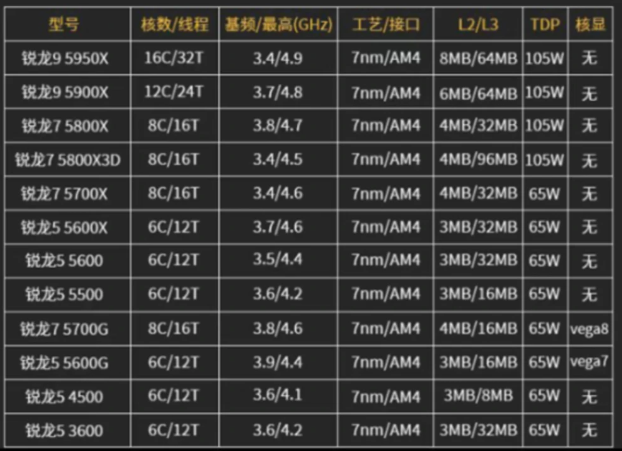 型号 核数/线程 基频/最高(GHz) 工艺/接口 L2/L3 TDP 核显
锐龙9 5950X 16C/32T 3.4/4.9 7nm/AM4 8MB/64MB 105W 无
锐龙9 5900X 12C/24T 3.7/4.8 7nm/AM4 6MB/64MB 105W 无
锐龙7 5800X 8C/16T 3.8/4.7 7nm/AM4 4MB/32MB 105W 无
锐龙7 5800X3D 8C/16T 3.4/4.5 7nm/AM4 4MB/96MB 105W 无
锐龙7 5700X 8C/16T 3.4/4.6 7nm/AM4 4MB/32MB 65W 无
锐龙5 5600X 6C/12T 3.7/4.6 7nm/AM4 3MB/32MB 65W 无
锐龙5 5600 6C/12T 3.5/4.4 7nm/AM4 3MB/32MB 65W 无
锐龙5 5500 6C/12T 3.6/4.2 7nm/AM4 3MB/16MB 65W 无
锐龙7 5700G 8C/16T 3.8/4.6 7nm/AM4 4MB/16MB 65W vega8
锐龙5 5600G 6C/12T 3.9/4.4 7nm/AM4 3MB/16MB 65W vega7
锐龙5 4500 6C/12T 3.6/4.1 7nm/AM4 3MB/8MB 65W 无
锐龙5 3600 6C/12T 3.6/4.2 7nm/AM4 3MB/32MB 65W 无